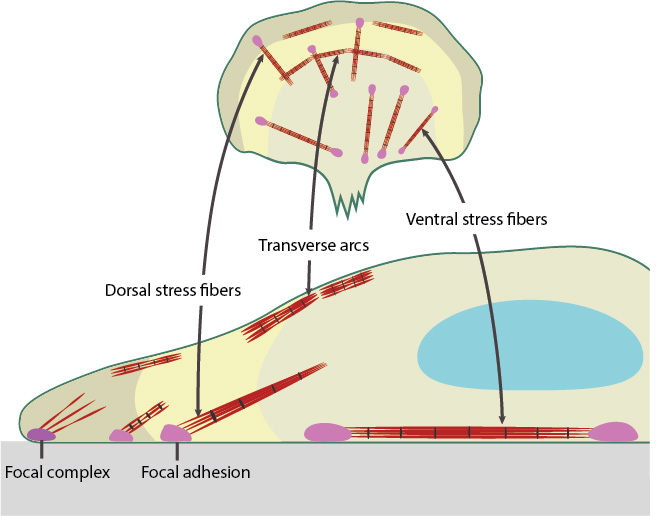 Ventral stress fibers
Transverse arcs
Dorsal stress fibers
Focal complex
Focal adhesion